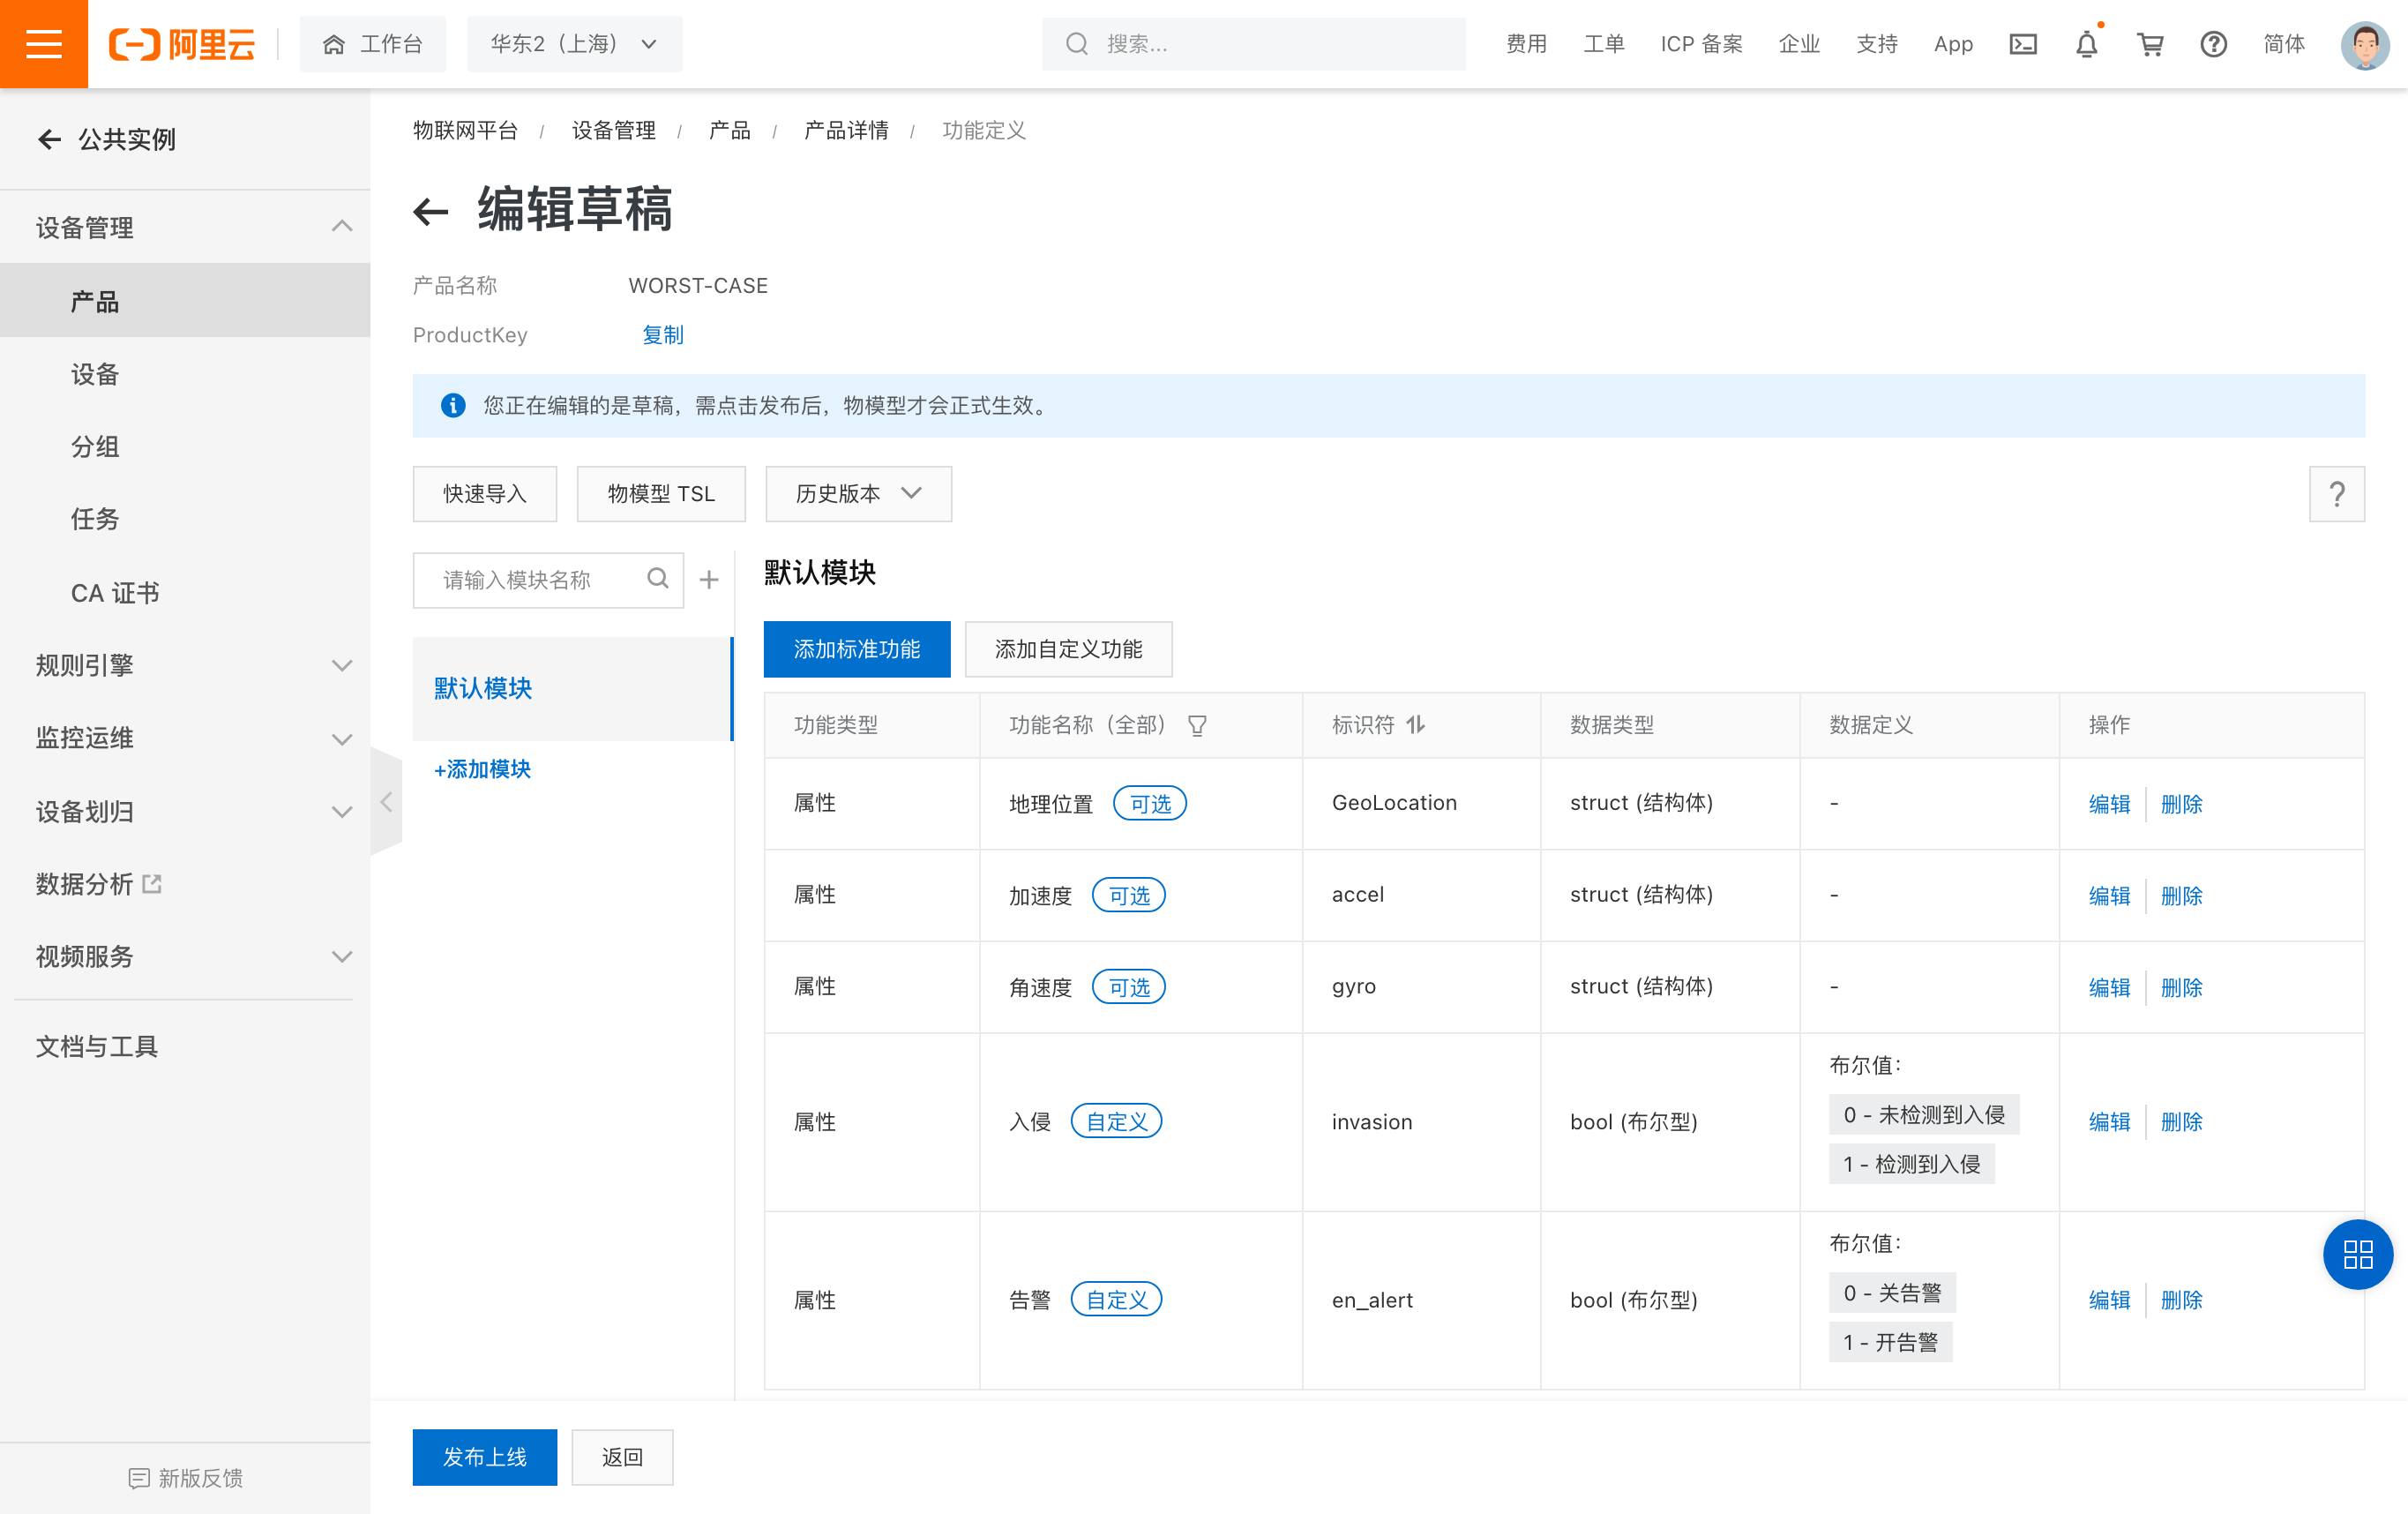 阿里云
工作台
华东2（上海）
搜索...
费用
工单
ICP 备案
企业
支持
App
简体
公共实例
设备管理
产品
设备
分组
任务
CA 证书
规则引擎
监控运维
设备划归
数据分析
视频服务
文档与工具
新版反馈
物联网平台 / 设备管理 / 产品 / 产品详情 / 功能定义
编辑草稿
产品名称 WORST-CASE
ProductKey 复制
您正在编辑的是草稿，需点击发布后，物模型才会正式生效。
快速导入 物模型 TSL 历史版本 ?
请输入模块名称 +
默认模块
+添加模块
默认模块
添加标准功能 添加自定义功能
功能类型 功能名称（全部） 标识符 数据类型 数据定义 操作
属性 地理位置 可选 GeoLocation struct (结构体) - 编辑 删除
属性 加速度 可选 accel struct (结构体) - 编辑 删除
属性 角速度 可选 gyro struct (结构体) - 编辑 删除
布尔值：
0 - 未检测到入侵
属性 入侵 自定义 invasion bool (布尔型) 编辑 删除
1 - 检测到入侵
布尔值：
0 - 关告警
属性 告警 自定义 en_alert bool (布尔型) 编辑 删除
1 - 开告警
发布上线 返回